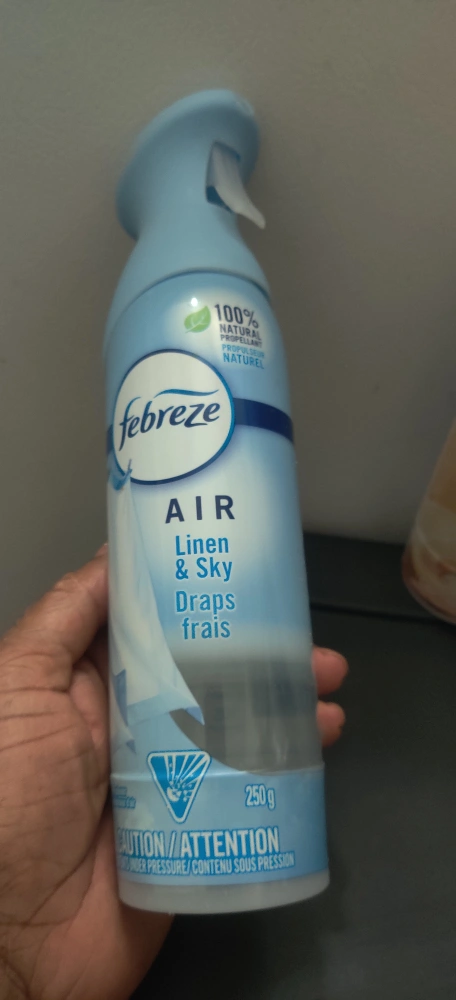 100%
NATURAL
PROPELLANT
PROPULSEUR
NATUREL
febreze
AIR
Linen
& Sky
Draps
frais
250 g
CAUTION / ATTENTION
UNDER PRESSURE / CONTENU SOUS PRESSION